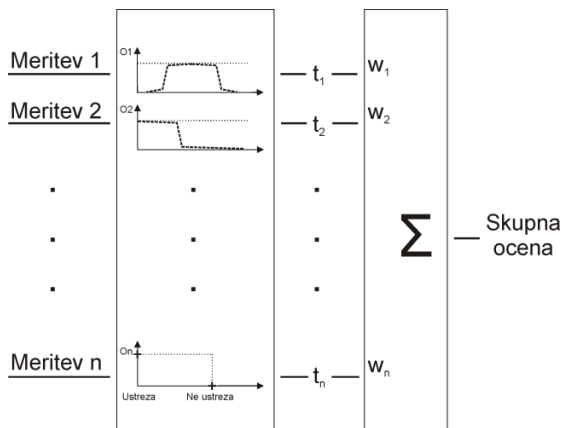 Meritev 1
O1
t1
w1
Meritev 2
O2
t2
w2
Σ
Skupna
ocena
Meritev n
On
tn
wn
Ustreza
Ne ustreza